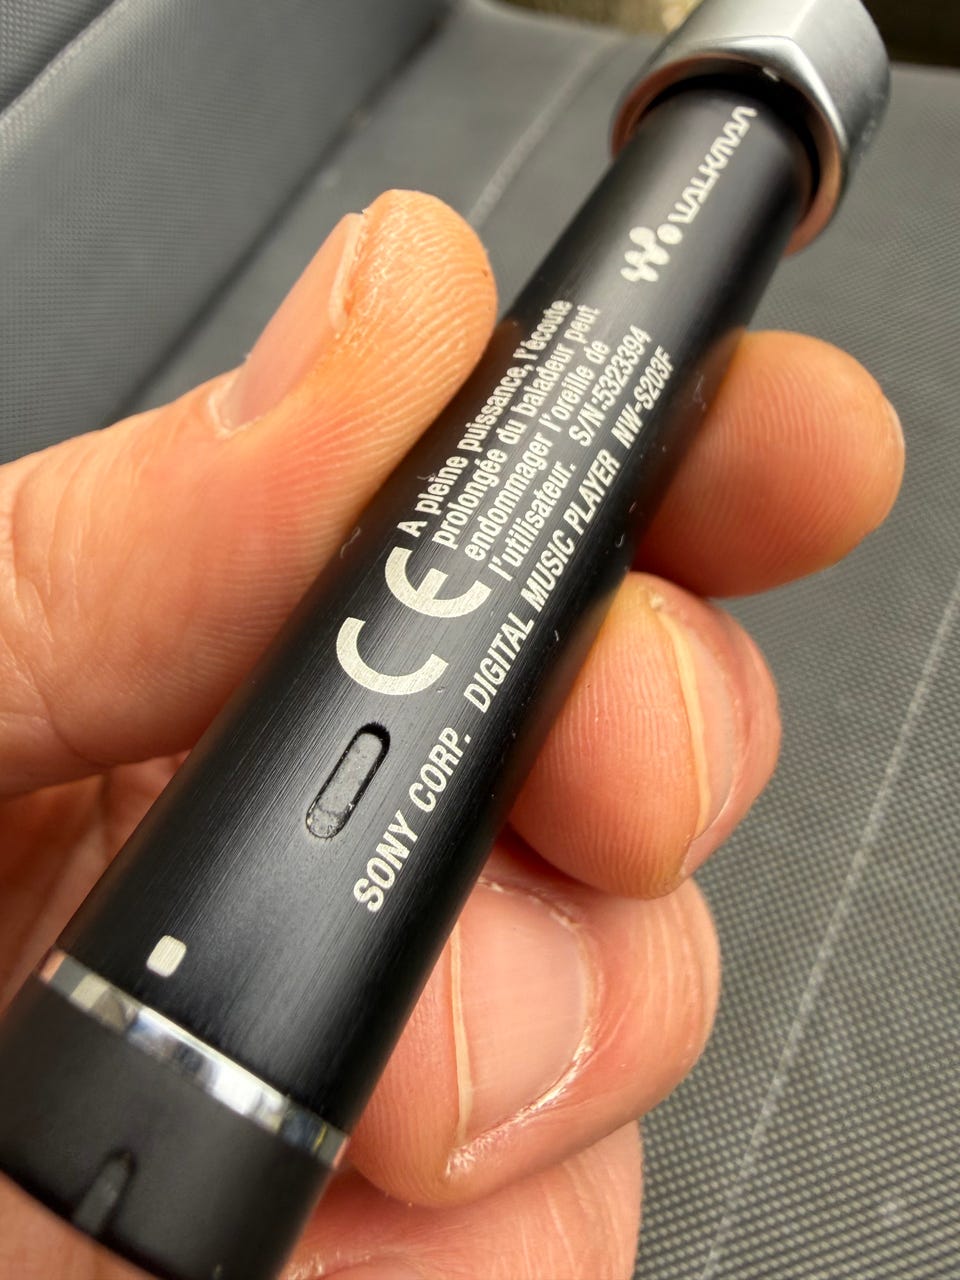 WALKMAN
A pleine puissance, l'écoute
prolongée du baladeur peut
endommager l'oreille de
l'utilisateur. S/N:5323394
CE
SONY CORP. DIGITAL MUSIC PLAYER NW-S203F